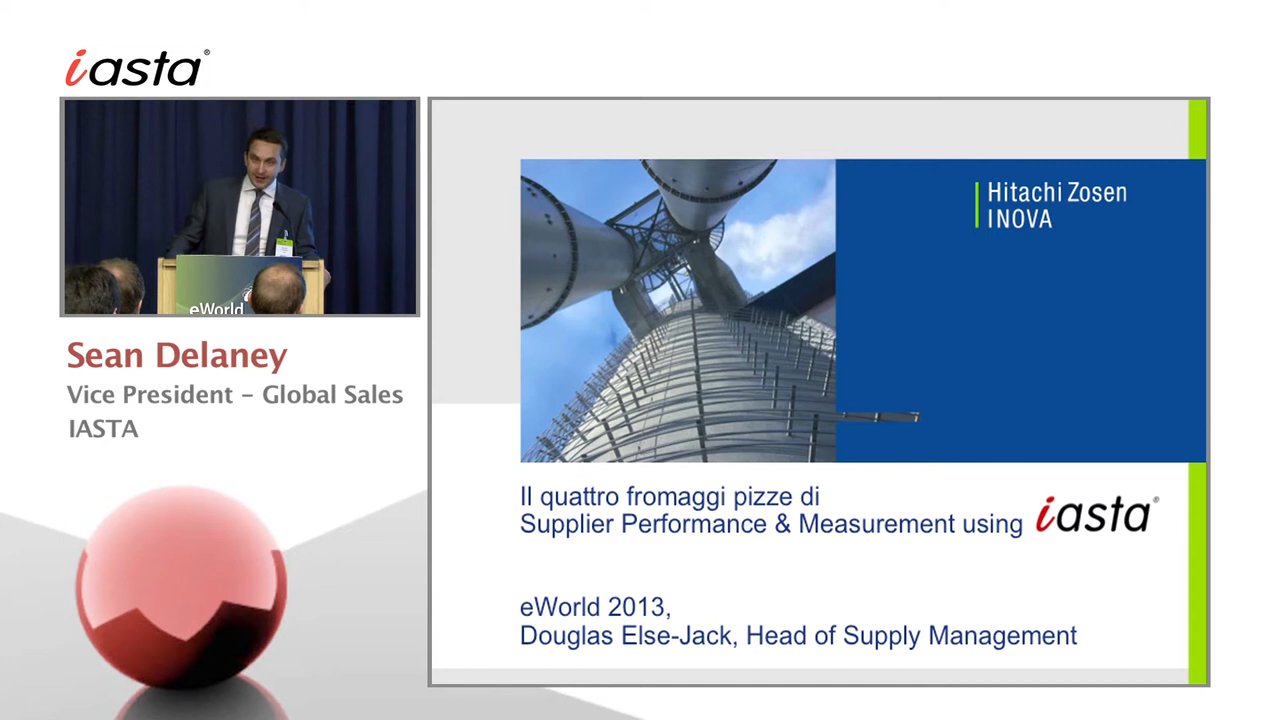 iasta®
eWorld
Sean Delaney
Vice President – Global Sales
IASTA
Hitachi Zosen
INOVA
Il quattro fromaggi pizze di
Supplier Performance & Measurement using iasta®
eWorld 2013,
Douglas Else-Jack, Head of Supply Management